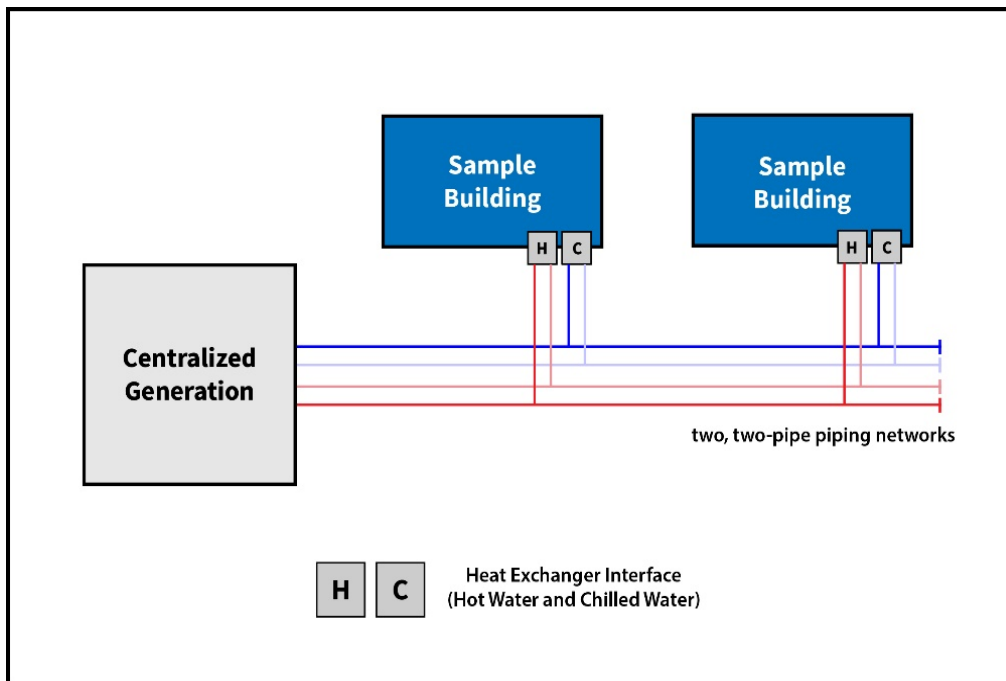 Sample
Building
Sample
Building
H
C
H
C
Centralized
Generation
two, two-pipe piping networks
H
C
Heat Exchanger Interface
(Hot Water and Chilled Water)